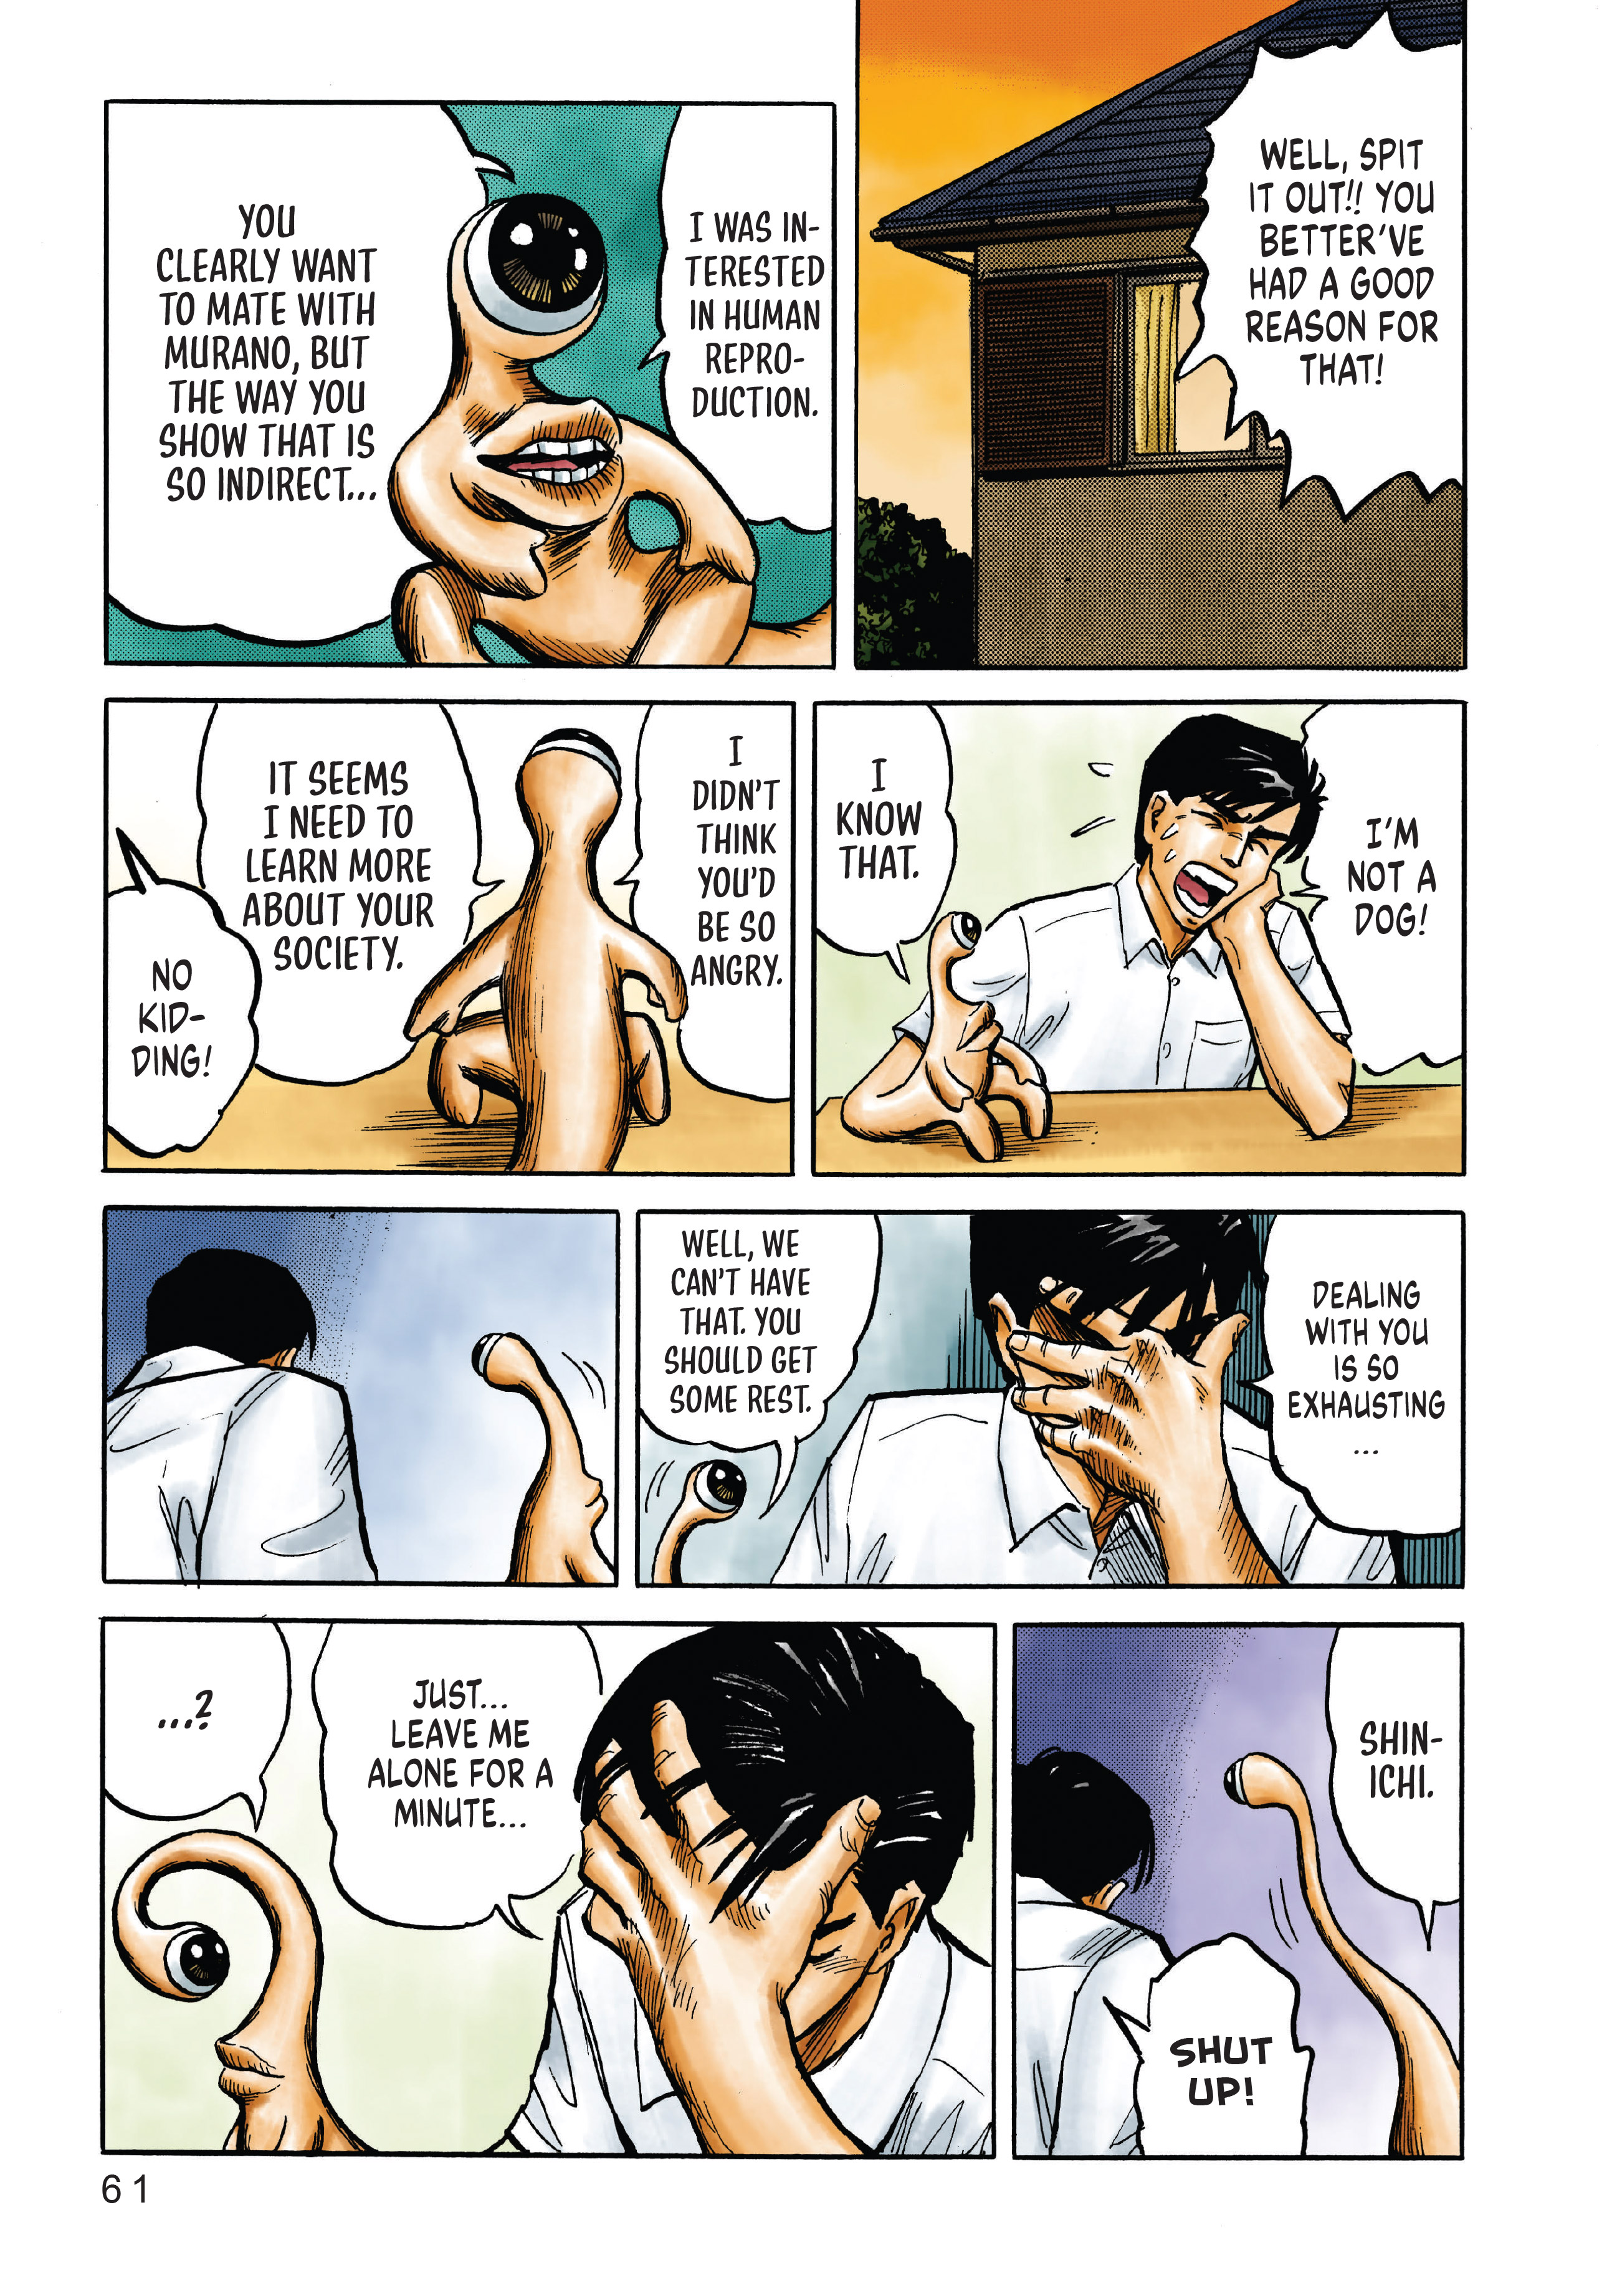 WELL, SPIT
IT OUT!! YOU
BETTER'VE
HAD A GOOD
REASON FOR
THAT!
I WAS IN-
TERESTED
IN HUMAN
REPRO-
DUCTION.
YOU
CLEARLY WANT
TO MATE WITH
MURANO, BUT
THE WAY YOU
SHOW THAT IS
SO INDIRECT...
I'M
NOT A
DOG!
I
KNOW
THAT.
I
DIDN'T
THINK
YOU'D
BE SO
ANGRY.
IT SEEMS
I NEED TO
LEARN MORE
ABOUT YOUR
SOCIETY.
NO
KID-
DING!
DEALING
WITH YOU
IS SO
EXHAUSTING
...
WELL, WE
CAN'T HAVE
THAT. YOU
SHOULD GET
SOME REST.
SHIN-
ICHI.
SHUT
UP!
JUST...
LEAVE ME
ALONE FOR A
MINUTE...
...?
61